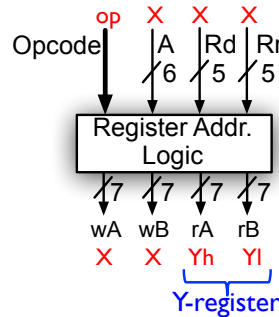 op X X X
Opcode A Rd Rr
6 5 5
Register Addr.
Logic
7 7 7 7
wA wB rA rB
X X Yh Yl
Y-register